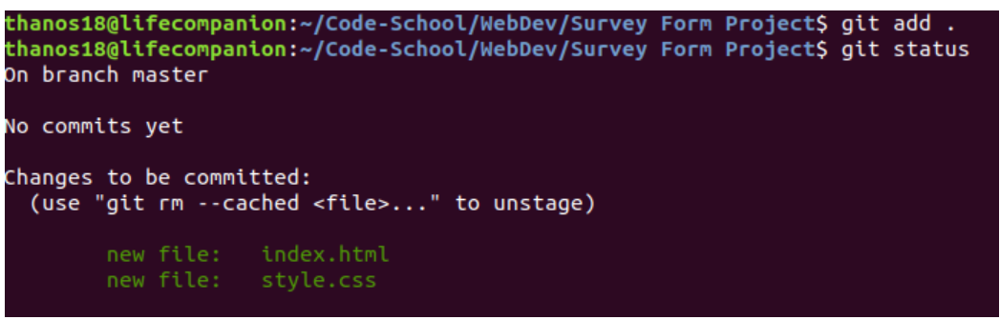 thanos18@lifecompanion:~/Code-School/WebDev/Survey Form Project$ git add .
thanos18@lifecompanion:~/Code-School/WebDev/Survey Form Project$ git status
On branch master
No commits yet
Changes to be committed:
  (use "git rm --cached <file>..." to unstage)
        new file:   index.html
        new file:   style.css